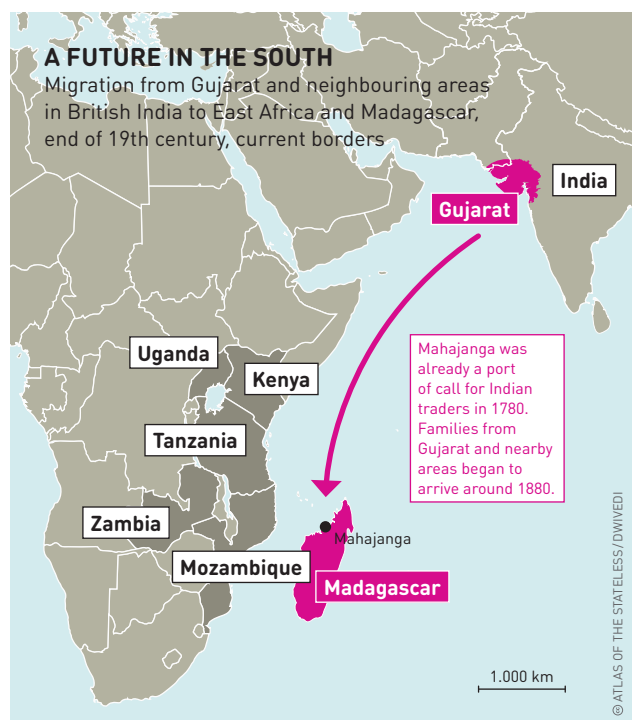 A FUTURE IN THE SOUTH
Migration from Gujarat and neighbouring areas
in British India to East Africa and Madagascar,
end of 19th century, current borders
India
Gujarat
Uganda
Kenya
Mahajanga was
already a port
of call for Indian
traders in 1780.
Families from
Gujarat and nearby
areas began to
arrive around 1880.
Tanzania
Zambia
Mahajanga
Mozambique
Madagascar
1.000 km
© ATLAS OF THE STATELESS / DWIVEDI